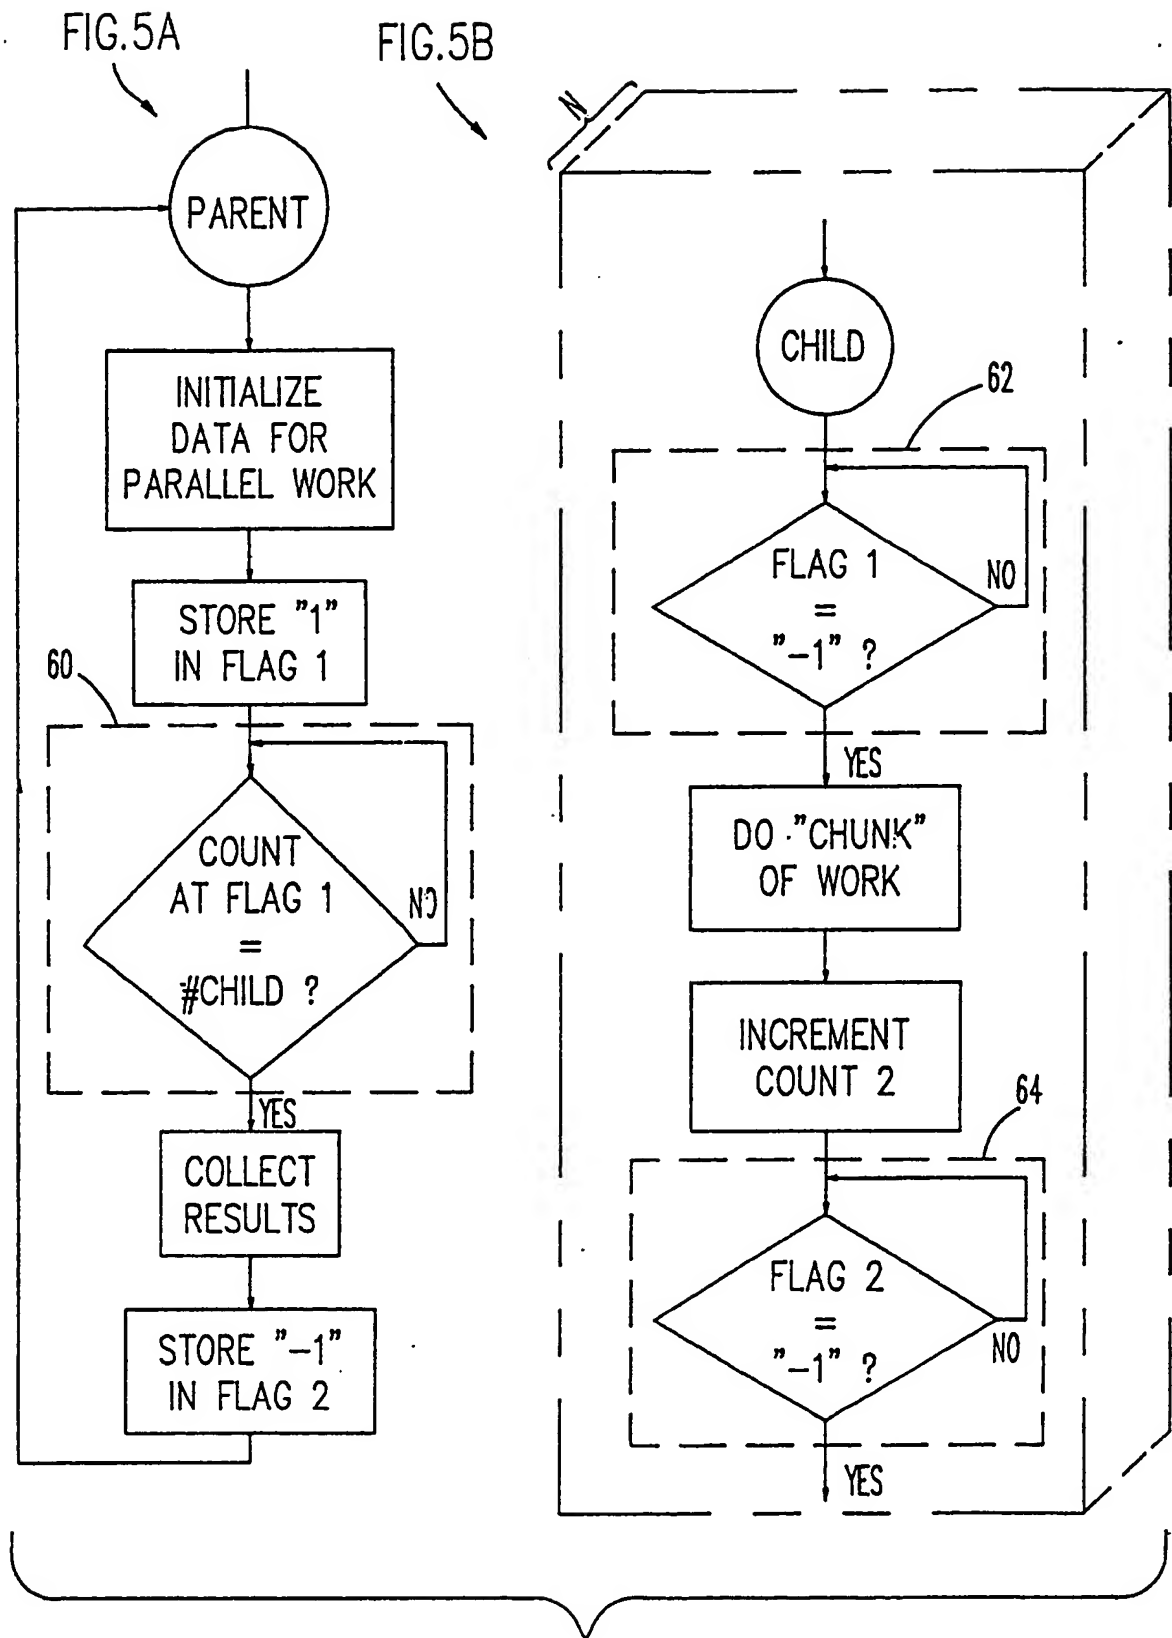 FIG.5A
PARENT
INITIALIZE
DATA FOR
PARALLEL WORK
STORE "1"
IN FLAG 1
60
COUNT
AT FLAG 1
=
#CHILD ?
NO
YES
COLLECT
RESULTS
STORE "-1"
IN FLAG 2
FIG.5B
N
CHILD
62
FLAG 1
=
"-1" ?
NO
YES
DO "CHUNK"
OF WORK
INCREMENT
COUNT 2
64
FLAG 2
=
"-1" ?
NO
YES